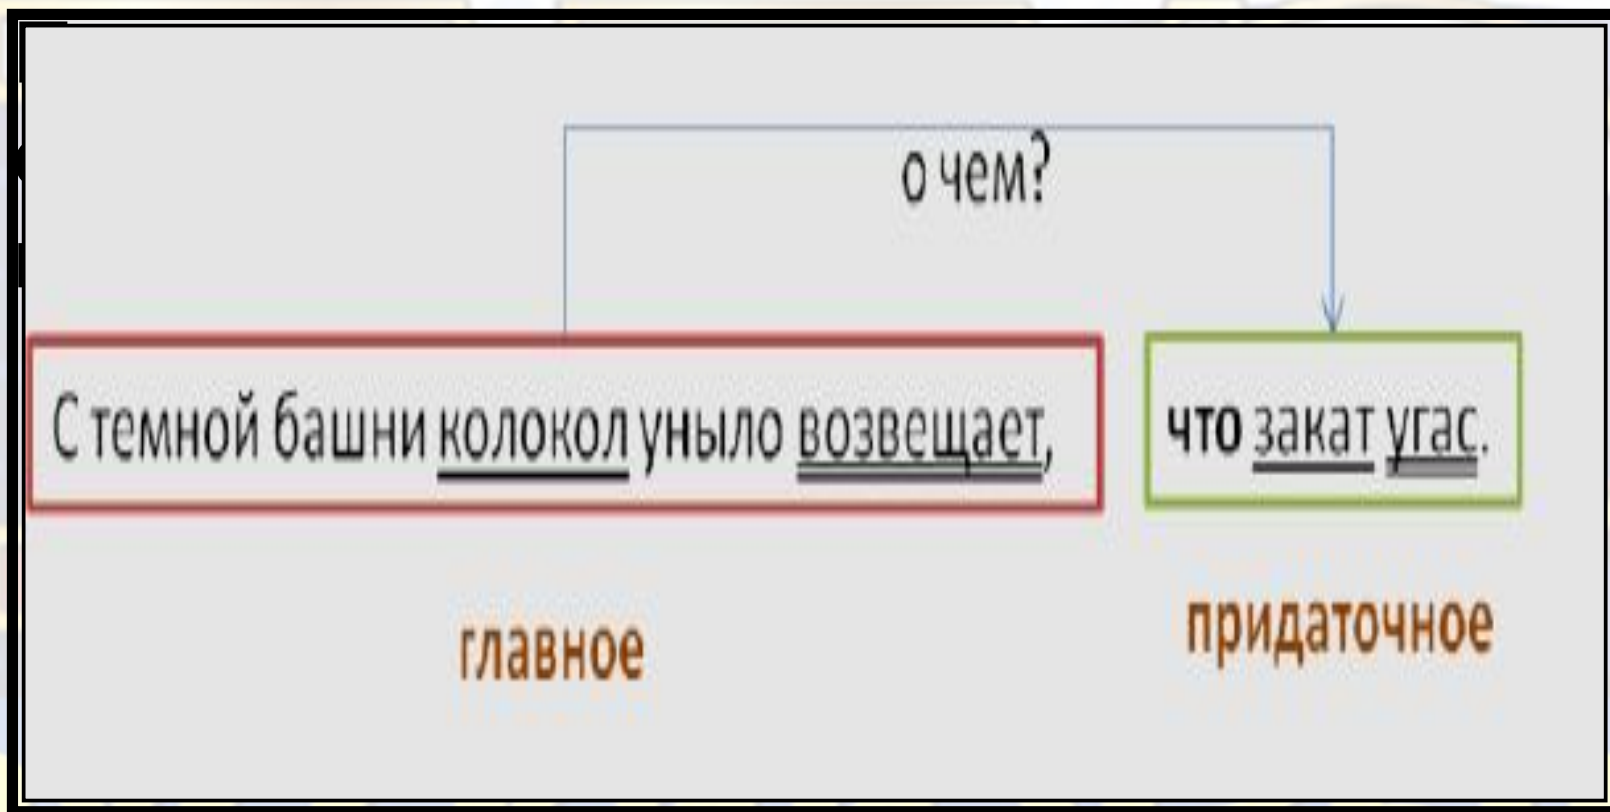 о чем?
С темной башни колокол уныло возвещает, что закат угас.
главное придаточное